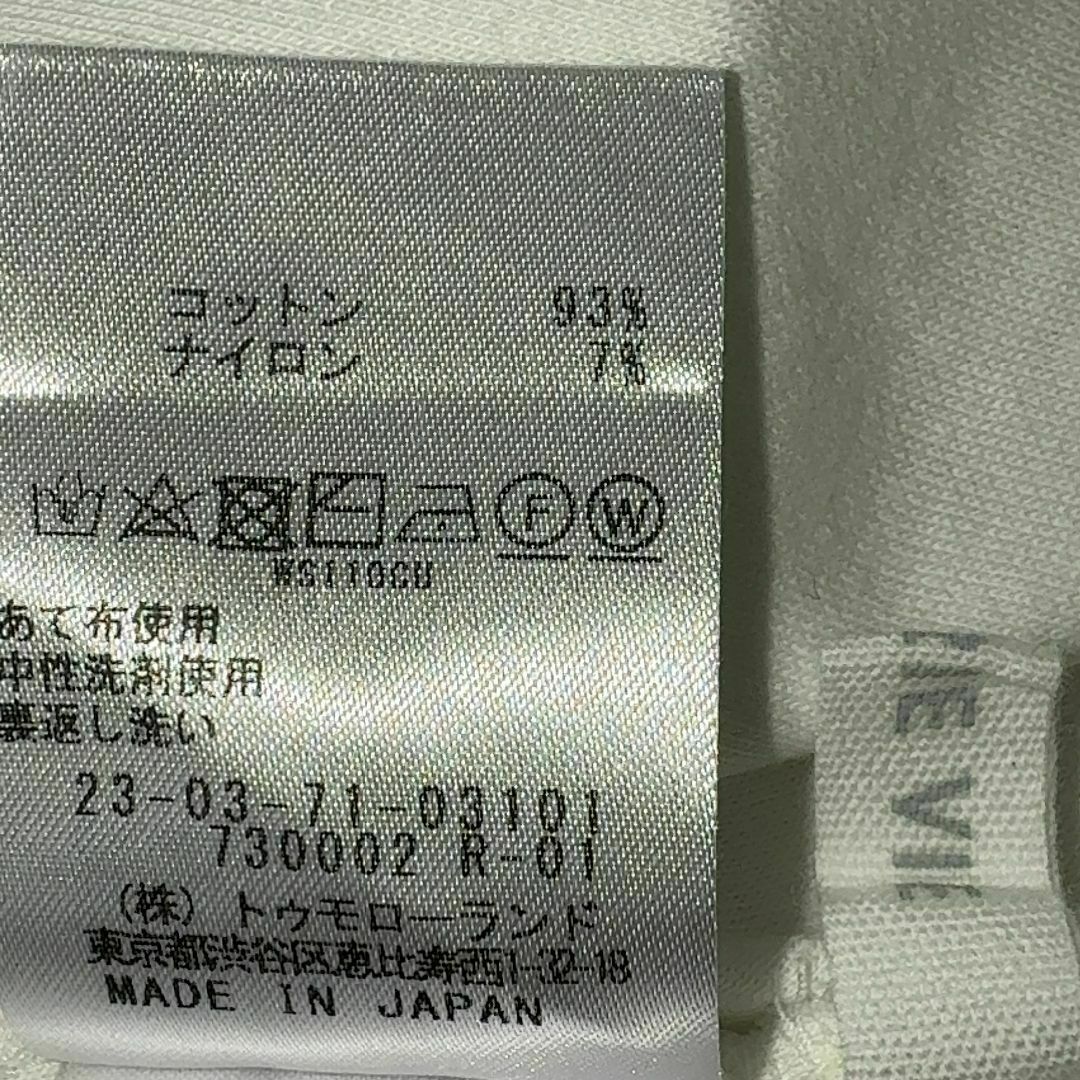 コットン 93%
ナイロン 7%
F W
WS110GU
あて布使用
中性洗剤使用
裏返し洗い
23-03-71-03101
730002 R-01
(株) トゥモローランド
東京都渋谷区恵比寿西1-32-18
MADE IN JAPAN